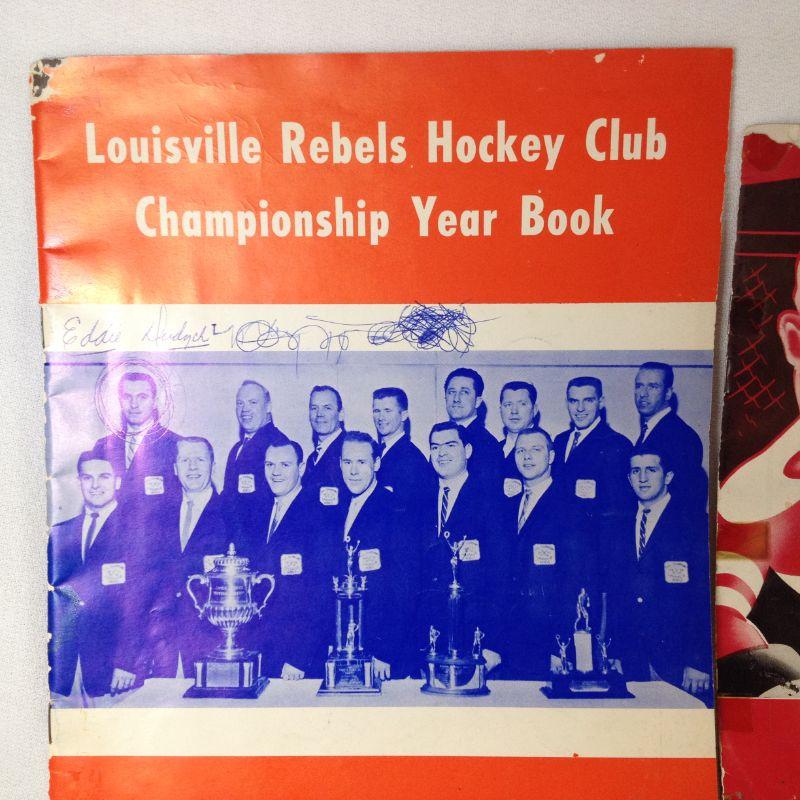 Louisville Rebels Hockey Club
Championship Year Book
Eddie